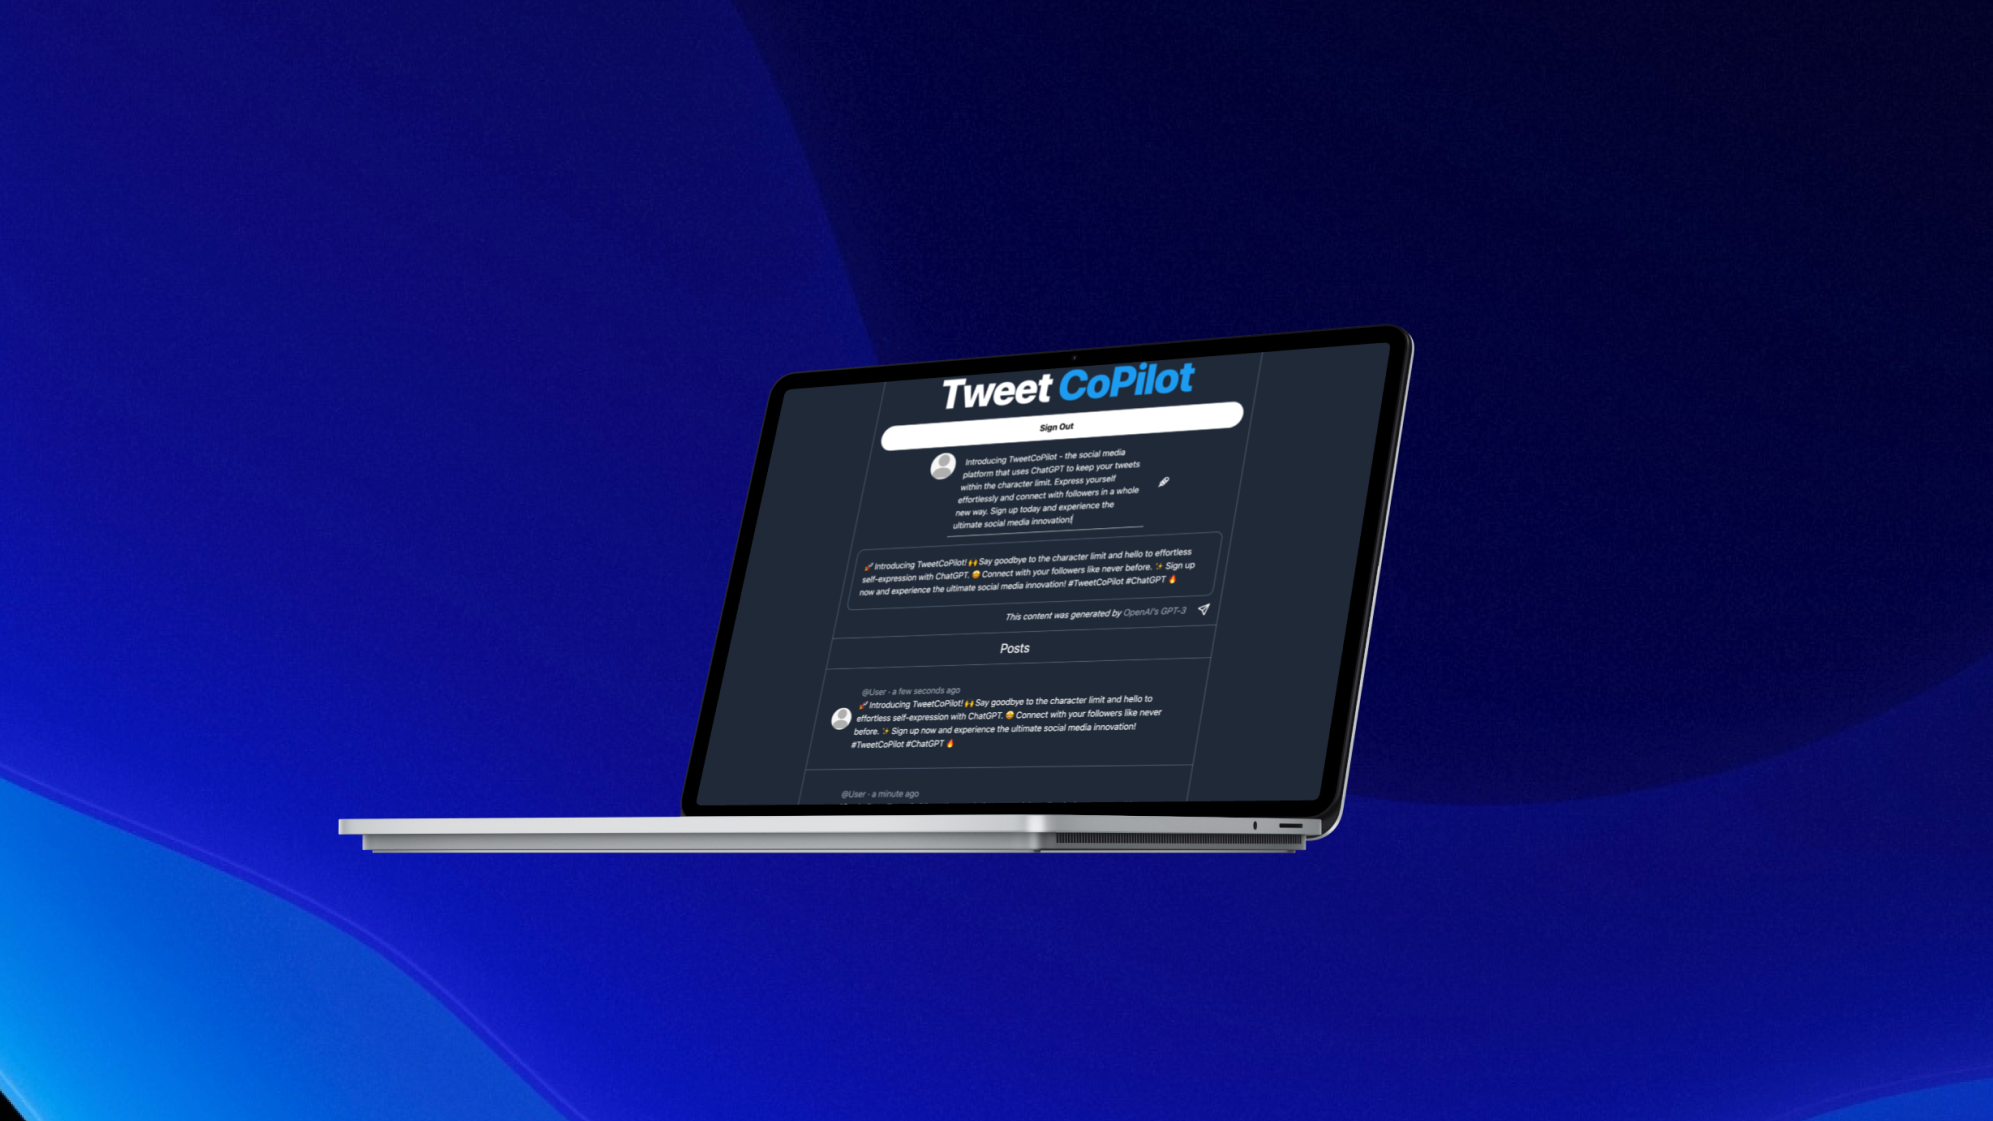 Tweet CoPilot
Sign Out
Introducing TweetCoPilot - the social media
platform that uses ChatGPT to keep your tweets
within the character limit. Express yourself
effortlessly and connect with followers in a whole
new way. Sign up today and experience the
ultimate social media innovation!
🚀 Introducing TweetCoPilot! 🙌 Say goodbye to the character limit and hello to effortless
self-expression with ChatGPT. 😄 Connect with your followers like never before. ✨ Sign up
now and experience the ultimate social media innovation! #TweetCoPilot #ChatGPT 🔥
This content was generated by OpenAI's GPT-3
Posts
@User · a few seconds ago
🚀 Introducing TweetCoPilot! 🙌 Say goodbye to the character limit and hello to
effortless self-expression with ChatGPT. 😄 Connect with your followers like never
before. ✨ Sign up now and experience the ultimate social media innovation!
#TweetCoPilot #ChatGPT 🔥
@User · a minute ago